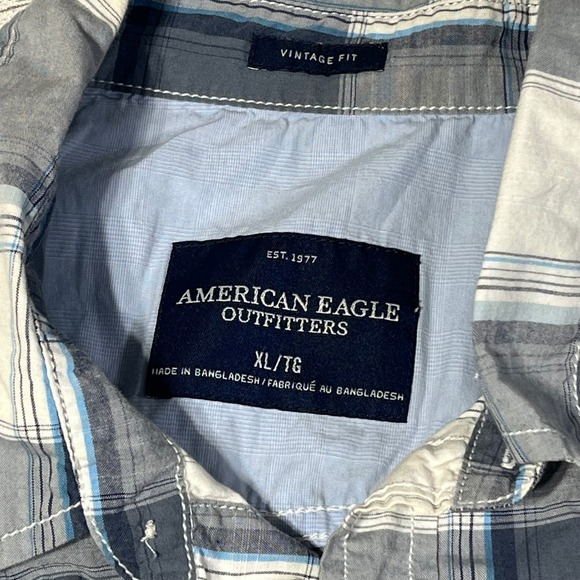 VINTAGE FIT
EST. 1977
AMERICAN EAGLE
OUTFITTERS
XL/TG
MADE IN BANGLADESH/FABRIQUÉ AU BANGLADESH